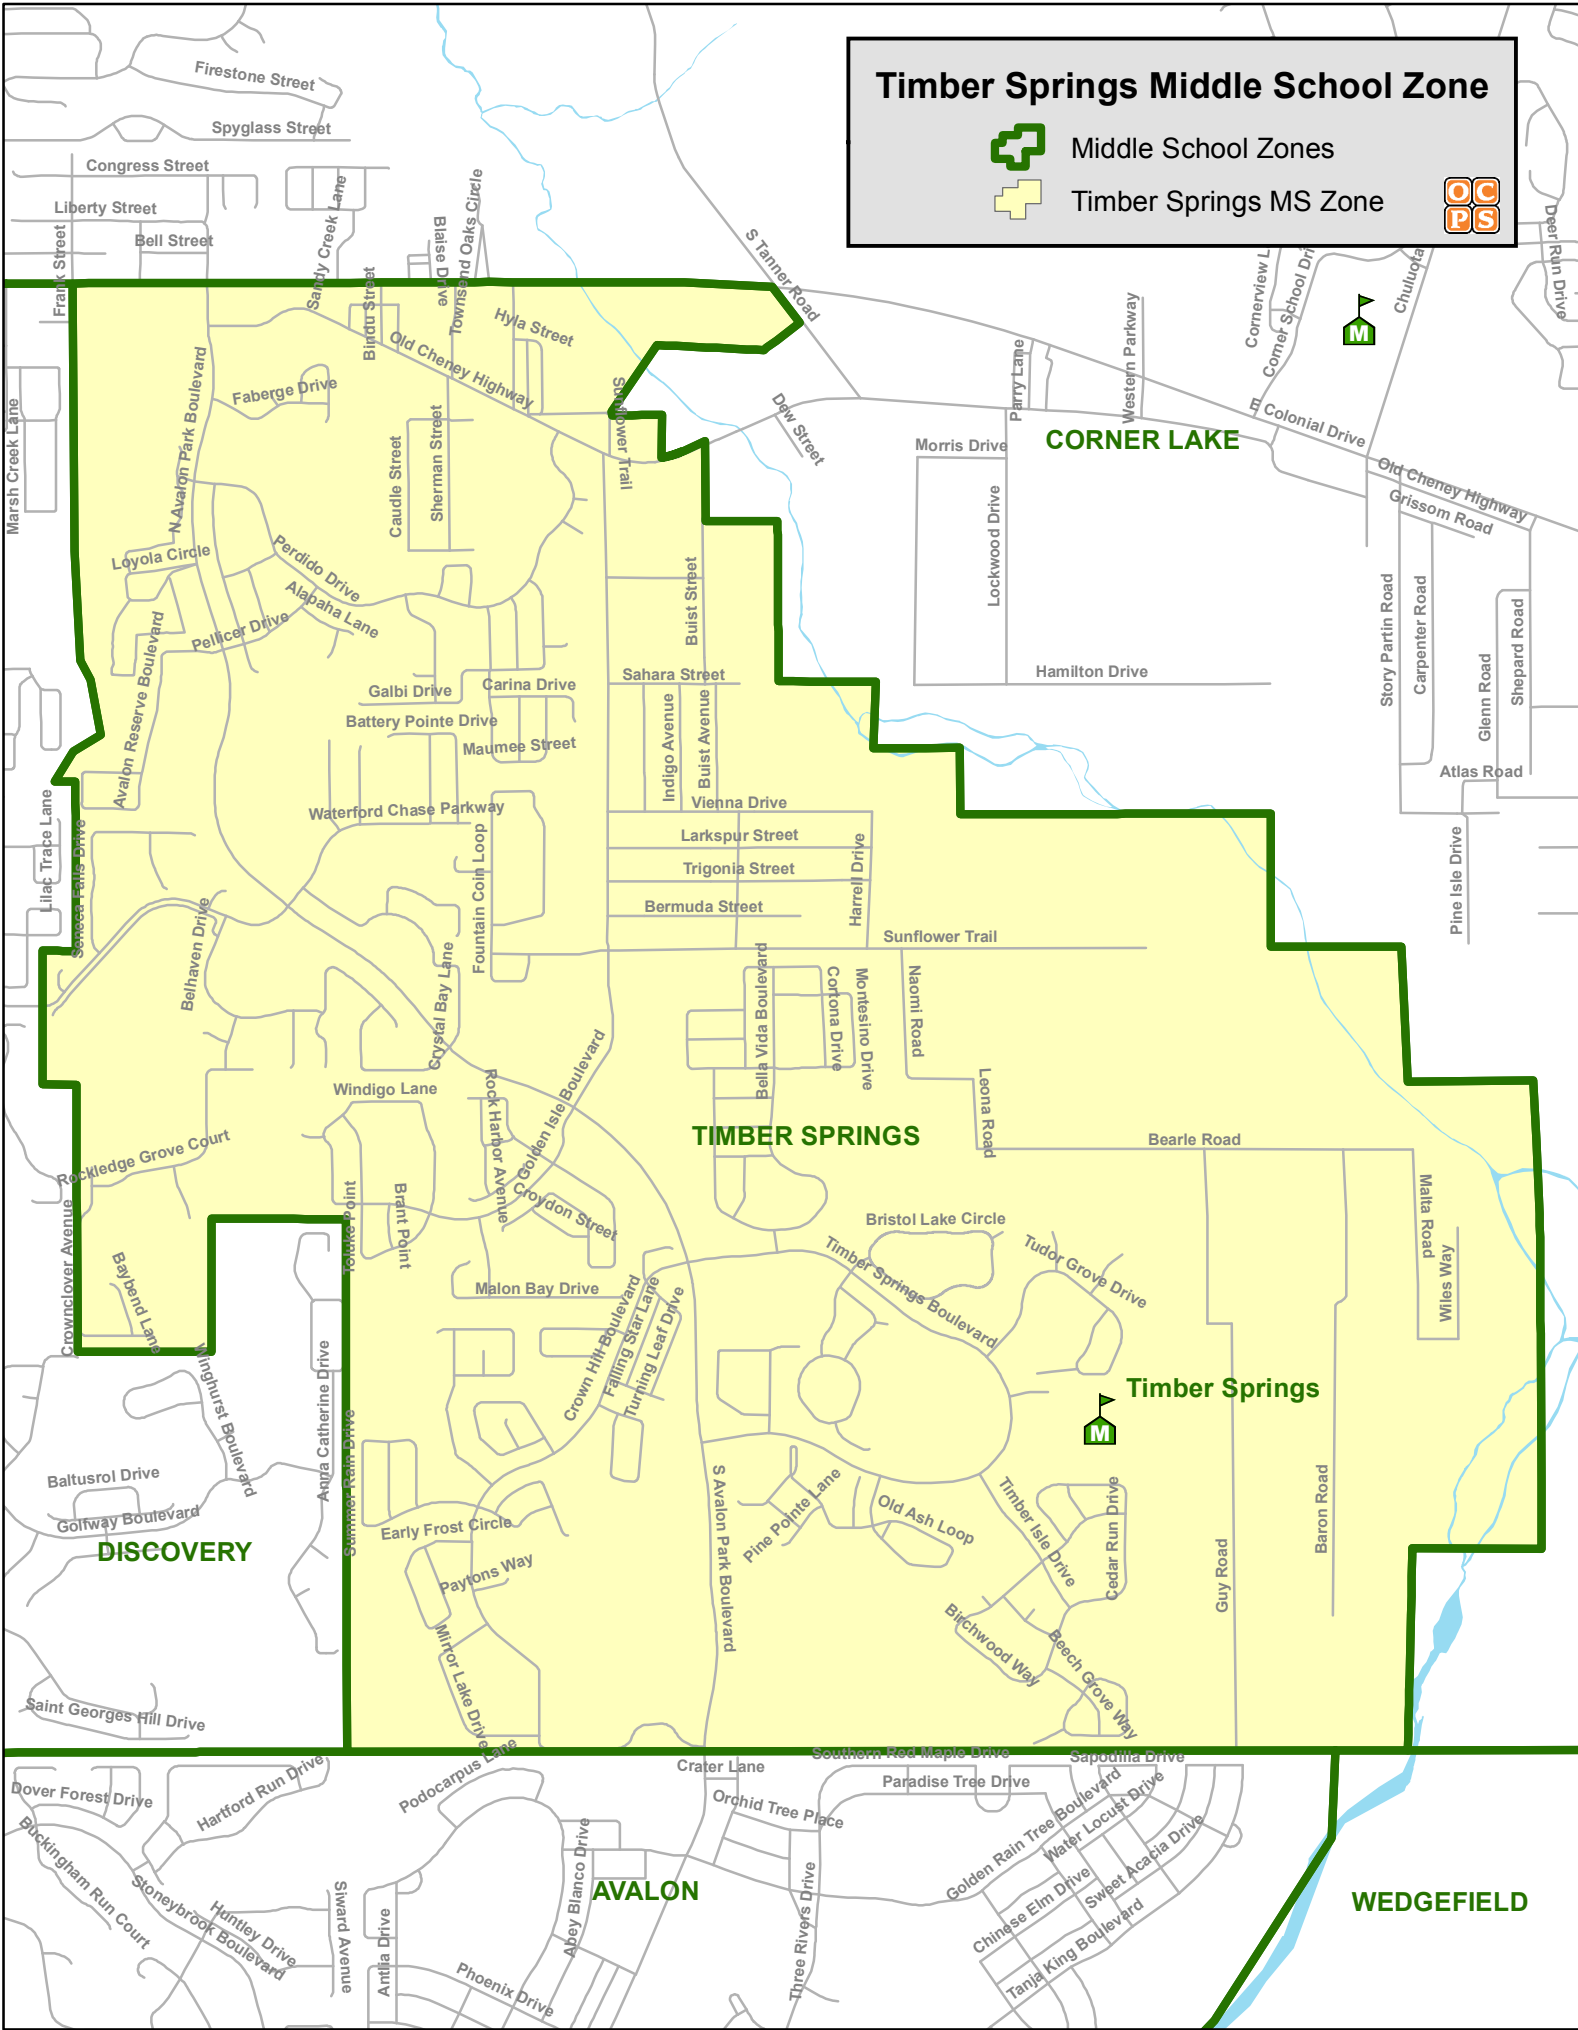 Timber Springs Middle School Zone
Middle School Zones
Timber Springs MS Zone
OC
PS
Firestone Street
Spyglass Street
Congress Street
Liberty Street
Bell Street
Frank Street
Sandy Creek Lane
Blaise Drive
Townsend Oaks Circle
Bindu Street
Hyla Street
Old Cheney Highway
S Tanner Road
Cornerview L
Corner School Dri
Chuluota
Deer Run Drive
M
Western Parkway
Parry Lane
E Colonial Drive
CORNER LAKE
Dew Street
Morris Drive
Lockwood Drive
Hamilton Drive
Old Cheney Highway
Grissom Road
Story Partin Road
Carpenter Road
Glenn Road
Shepard Road
Atlas Road
Pine Isle Drive
Marsh Creek Lane
N Avalon Park Boulevard
Faberge Drive
Caudle Street
Sherman Street
Sunflower Trail
Loyola Circle
Perdido Drive
Alapaha Lane
Pellicer Drive
Avalon Reserve Boulevard
Buist Street
Sahara Street
Galbi Drive
Carina Drive
Battery Pointe Drive
Maumee Street
Indigo Avenue
Buist Avenue
Waterford Chase Parkway
Vienna Drive
Larkspur Street
Trigonia Street
Bermuda Street
Harrell Drive
Fountain Coin Loop
Lilac Trace Lane
Seneca Falls Drive
Belhaven Drive
Crystal Bay Lane
Sunflower Trail
Bella Vida Boulevard
Cortona Drive
Montesino Drive
Naomi Road
Leona Road
Windigo Lane
Rock Harbor Avenue
Golden Isle Boulevard
TIMBER SPRINGS
Bearle Road
Rockledge Grove Court
Toluke Point
Brant Point
Croydon Street
Malta Road
Wiles Way
Bristol Lake Circle
Timber Springs Boulevard
Tudor Grove Drive
Crownclover Avenue
Baybend Lane
Malon Bay Drive
Crown Hill Boulevard
Falling Star Lane
Turning Leaf Drive
Winghurst Boulevard
Anna Catherine Drive
Summer Rain Drive
Timber Springs
M
Baltusrol Drive
Golfway Boulevard
DISCOVERY
Early Frost Circle
Paytons Way
Mirror Lake Drive
S Avalon Park Boulevard
Pine Pointe Lane
Old Ash Loop
Timber Isle Drive
Cedar Run Drive
Guy Road
Baron Road
Birchwood Way
Beech Grove Way
Saint Georges Hill Drive
Southern Red Maple Drive
Sapodilla Drive
Dover Forest Drive
Hartford Run Drive
Podocarpus Lane
Crater Lane
Paradise Tree Drive
Orchid Tree Place
Buckingham Run Court
Stoneybrook Boulevard
Huntley Drive
Siward Avenue
Antlia Drive
Phoenix Drive
Abey Blanco Drive
AVALON
Three Rivers Drive
Golden Rain Tree Boulevard
Water Locust Drive
Sweet Acacia Drive
Chinese Elm Drive
Tanja King Boulevard
WEDGEFIELD